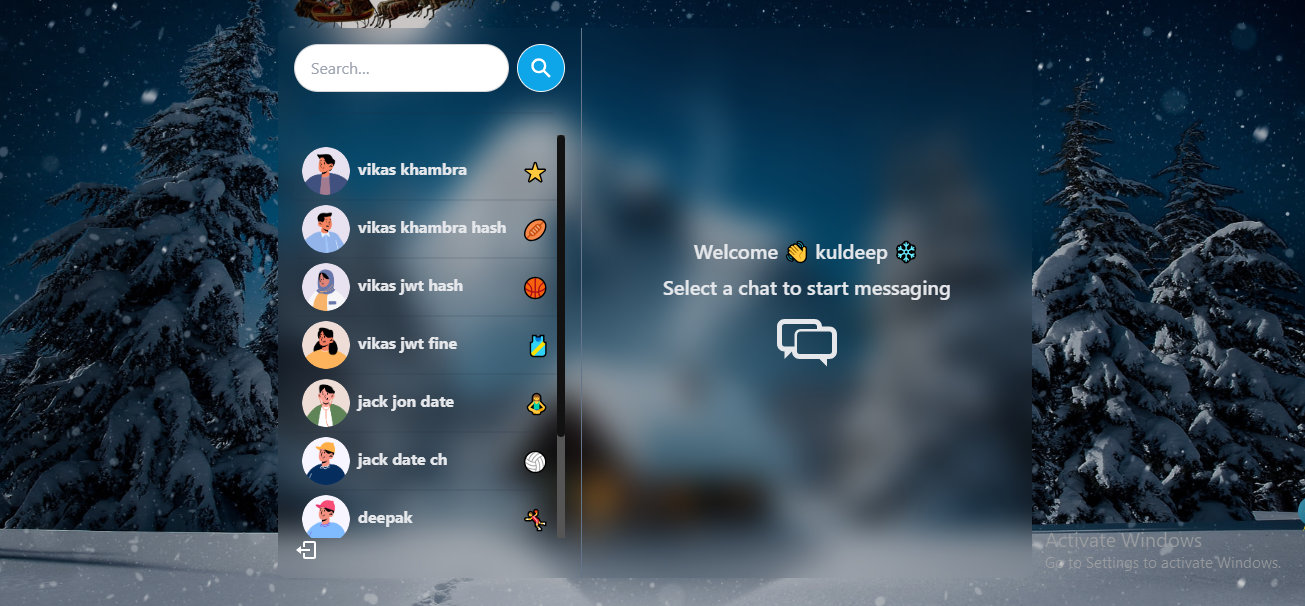 Search...
vikas khambra
vikas khambra hash
vikas jwt hash
vikas jwt fine
jack jon date
jack date ch
deepak
Welcome 👋 kuldeep ❄️
Select a chat to start messaging
Activate Windows
Go to Settings to activate Windows.